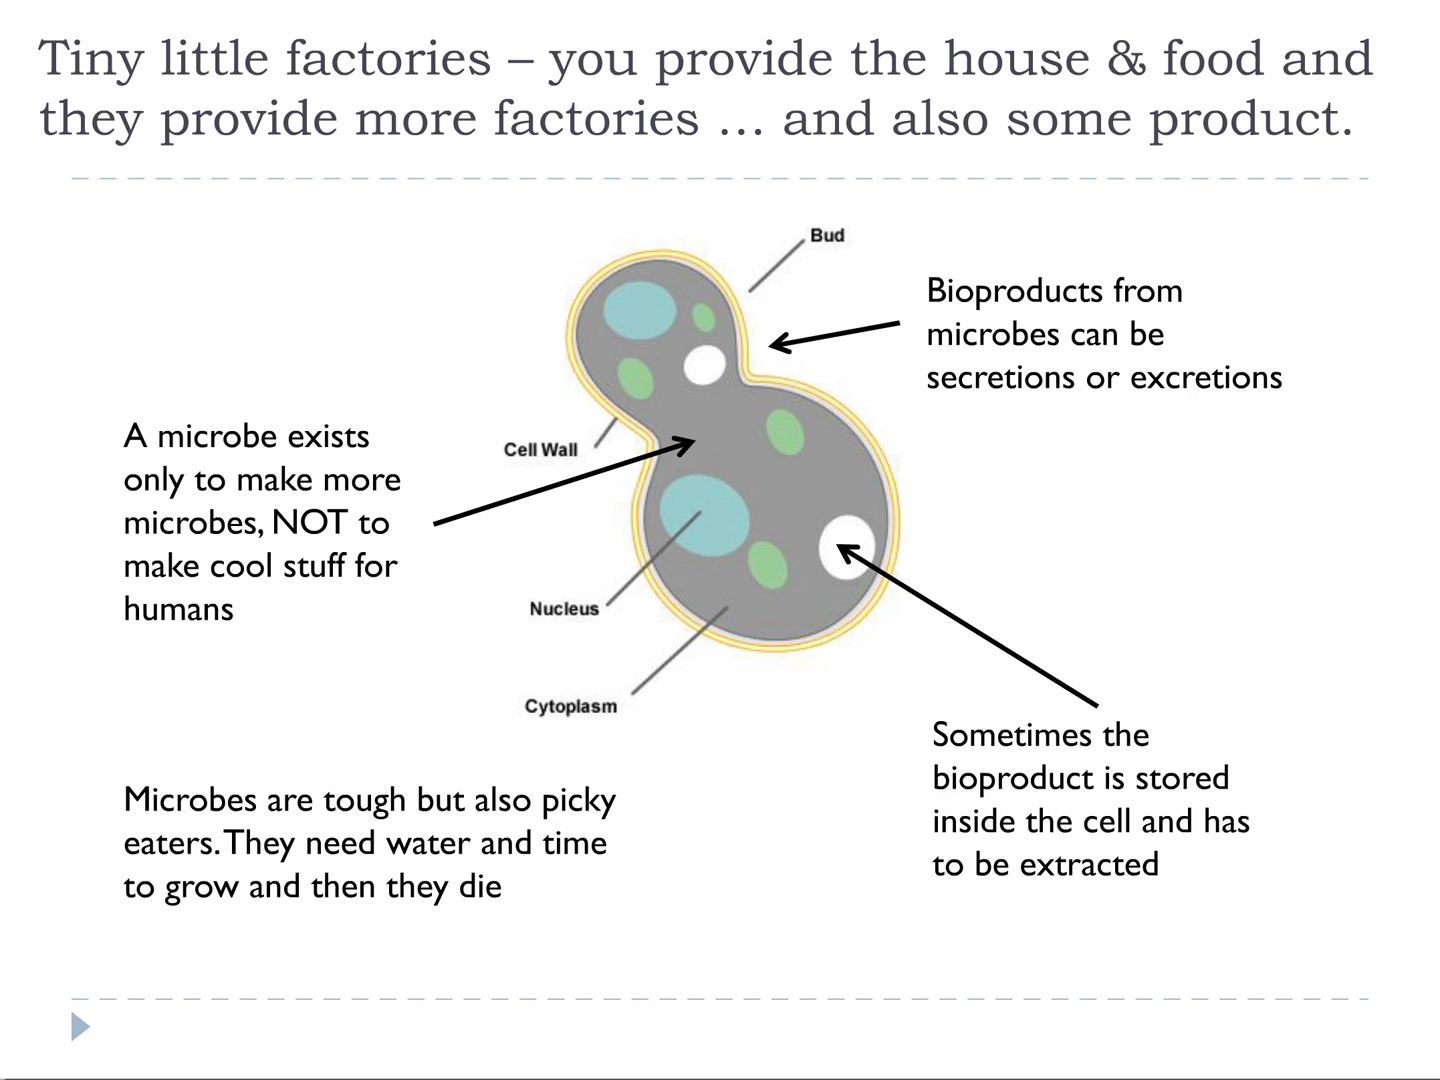 Tiny little factories – you provide the house & food and
they provide more factories … and also some product.
Bud
Bioproducts from
microbes can be
secretions or excretions
A microbe exists
only to make more
microbes, NOT to
make cool stuff for
humans
Cell Wall
Nucleus
Cytoplasm
Sometimes the
bioproduct is stored
inside the cell and has
to be extracted
Microbes are tough but also picky
eaters. They need water and time
to grow and then they die